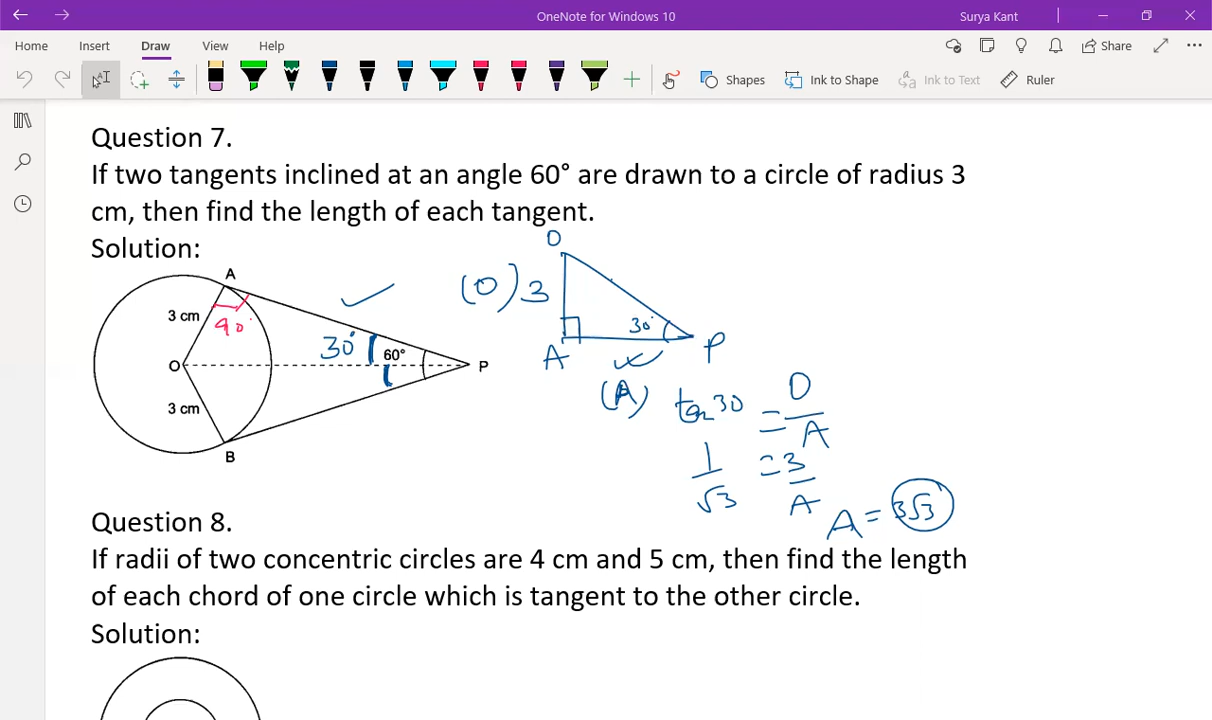 OneNote for Windows 10
Surya Kant
Home Insert Draw View Help
Share
Shapes Ink to Shape Ink to Text Ruler
Question 7.
If two tangents inclined at an angle 60° are drawn to a circle of radius 3
cm, then find the length of each tangent.
Solution:
A
3 cm
90°
O
30°
60°
P
3 cm
B
O
(O) 3
30°
A
P
(A)
tan 30 = O/A
1/√3 = 3/A
A = 3√3
Question 8.
If radii of two concentric circles are 4 cm and 5 cm, then find the length
of each chord of one circle which is tangent to the other circle.
Solution: